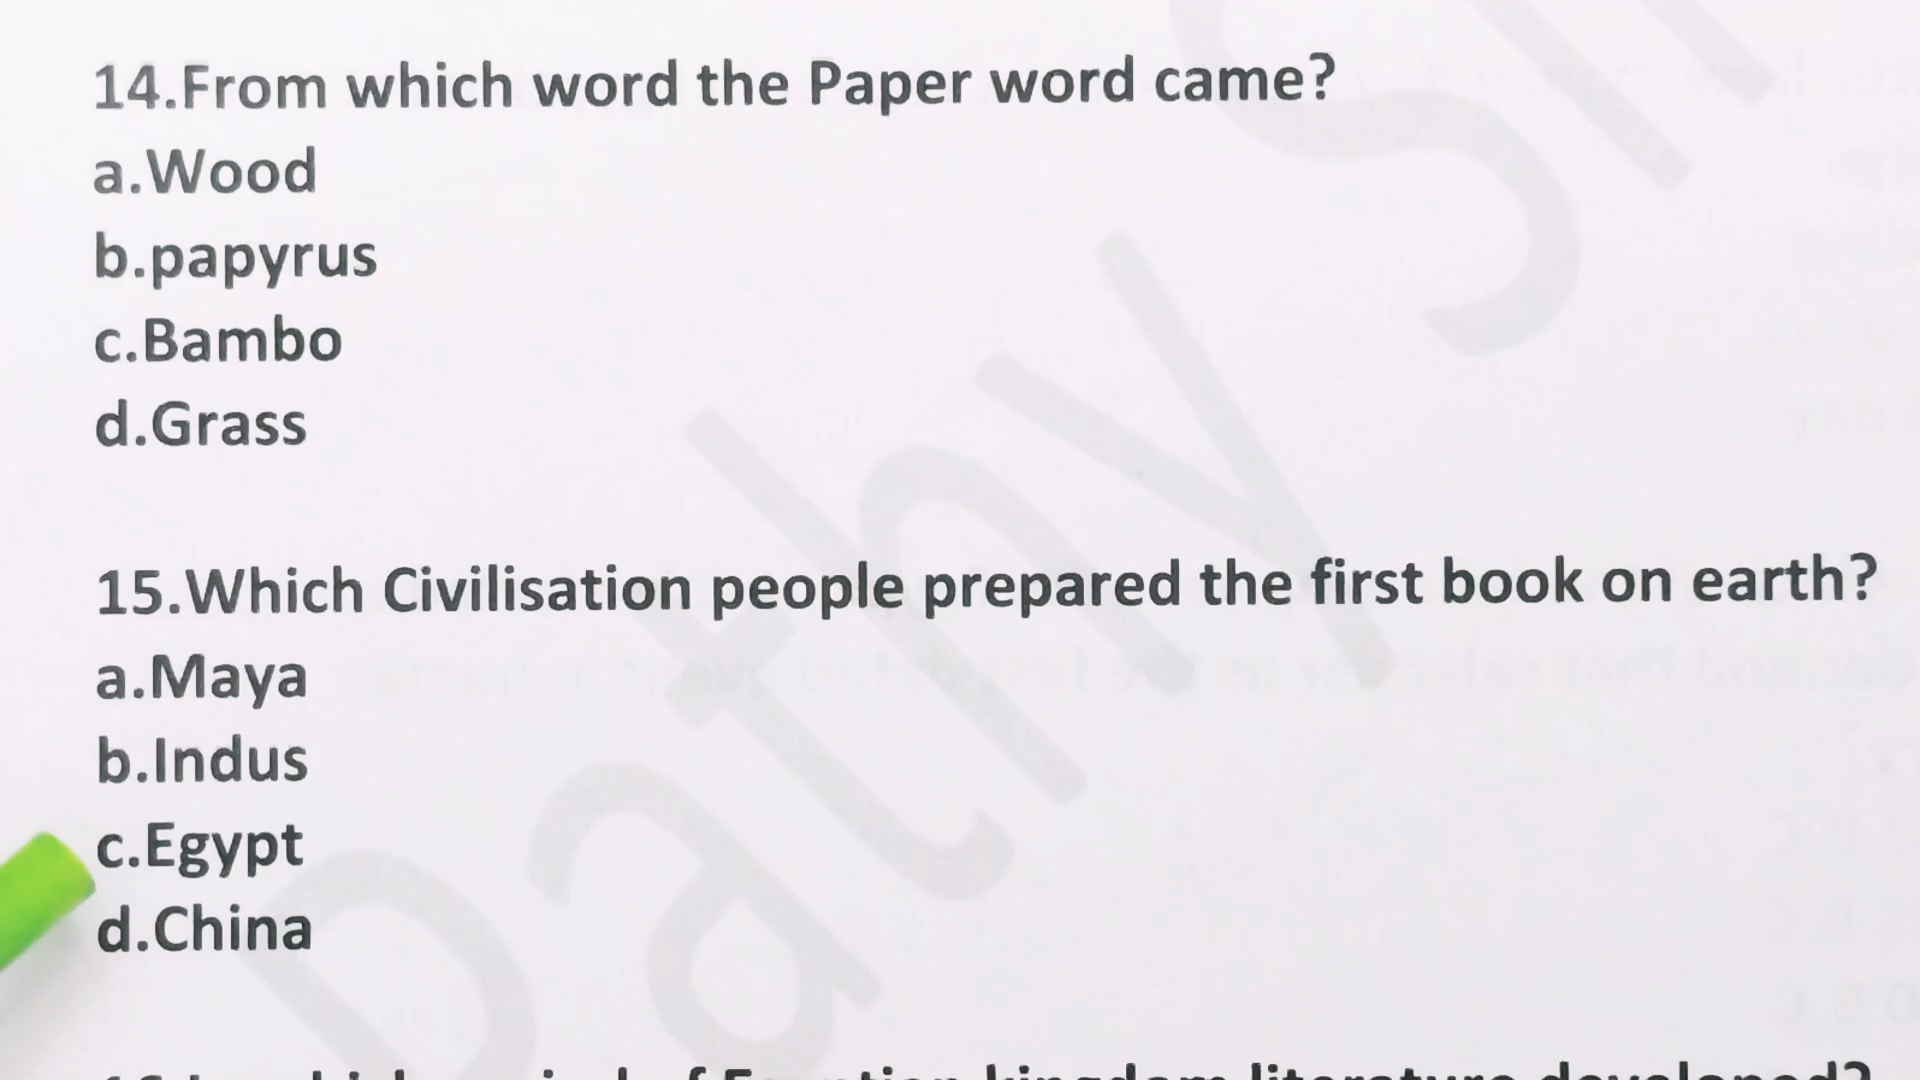 14.From which word the Paper word came?
a.Wood
b.papyrus
c.Bambo
d.Grass
15.Which Civilisation people prepared the first book on earth?
a.Maya
b.Indus
c.Egypt
d.China
Pathy